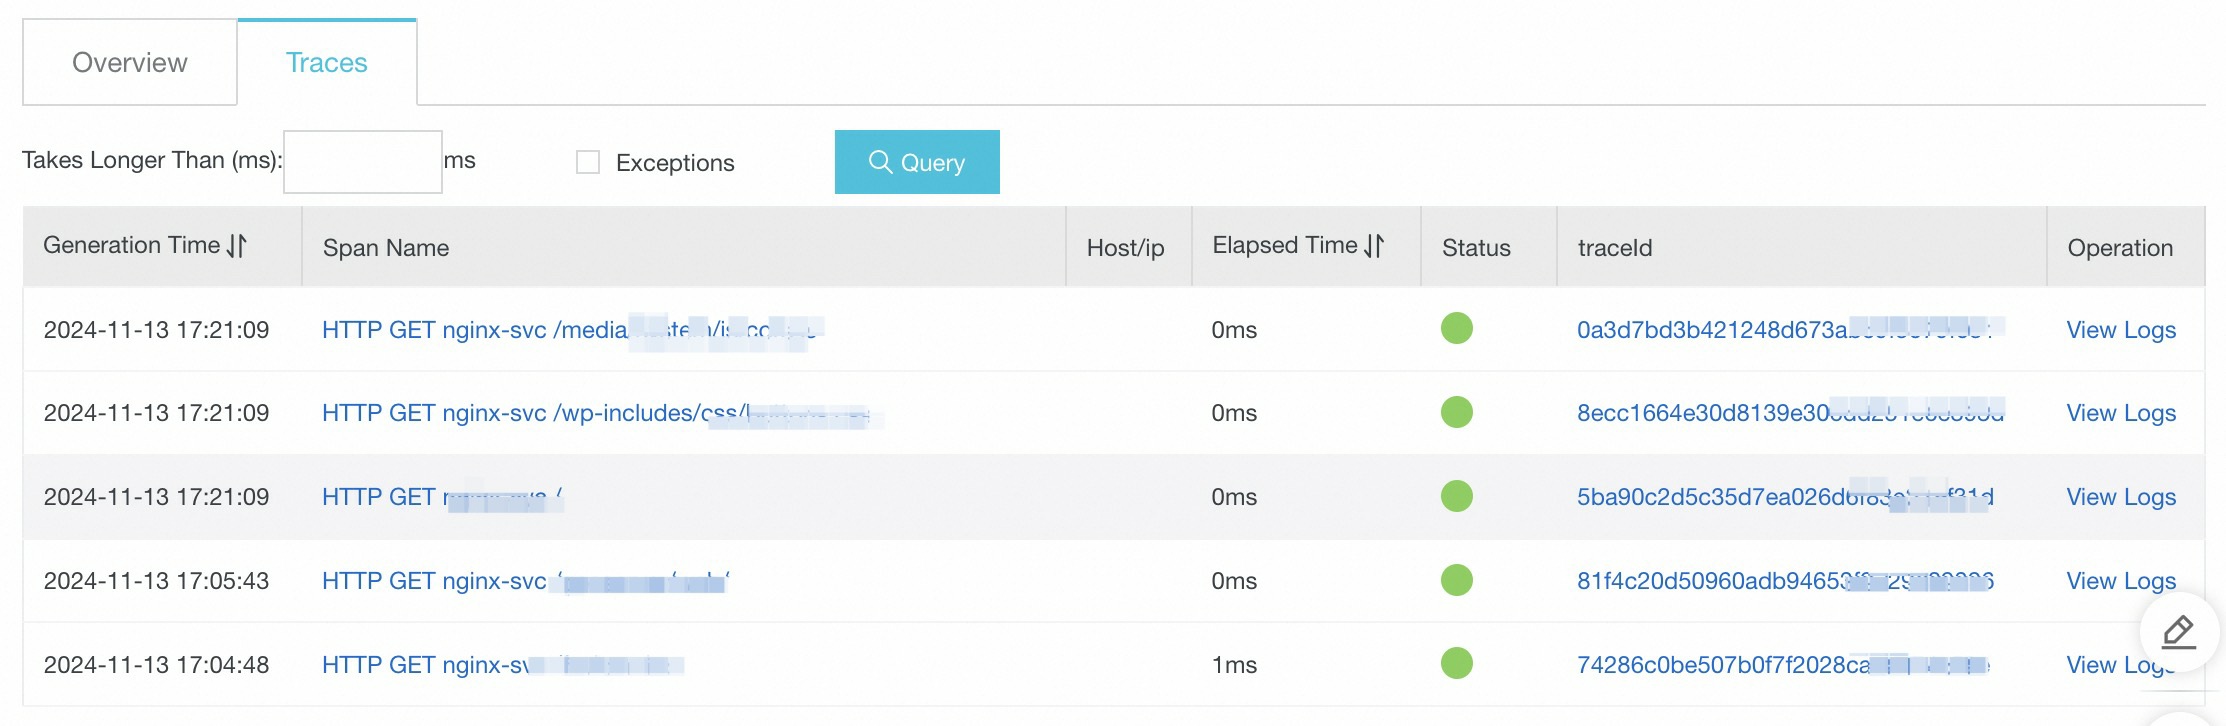 Overview Traces
Takes Longer Than (ms): ms Exceptions Query
Generation Time Span Name Host/ip Elapsed Time Status traceId Operation
2024-11-13 17:21:09 HTTP GET nginx-svc /media 0ms 0a3d7bd3b421248d673a View Logs
2024-11-13 17:21:09 HTTP GET nginx-svc /wp-includes/css/ 0ms 8ecc1664e30d8139e30 View Logs
2024-11-13 17:21:09 HTTP GET / 0ms 5ba90c2d5c35d7ea026d View Logs
2024-11-13 17:05:43 HTTP GET nginx-svc 0ms 81f4c20d50960adb94653 View Logs
2024-11-13 17:04:48 HTTP GET 1ms 74286c0be507b0f7f2028ca View Logs